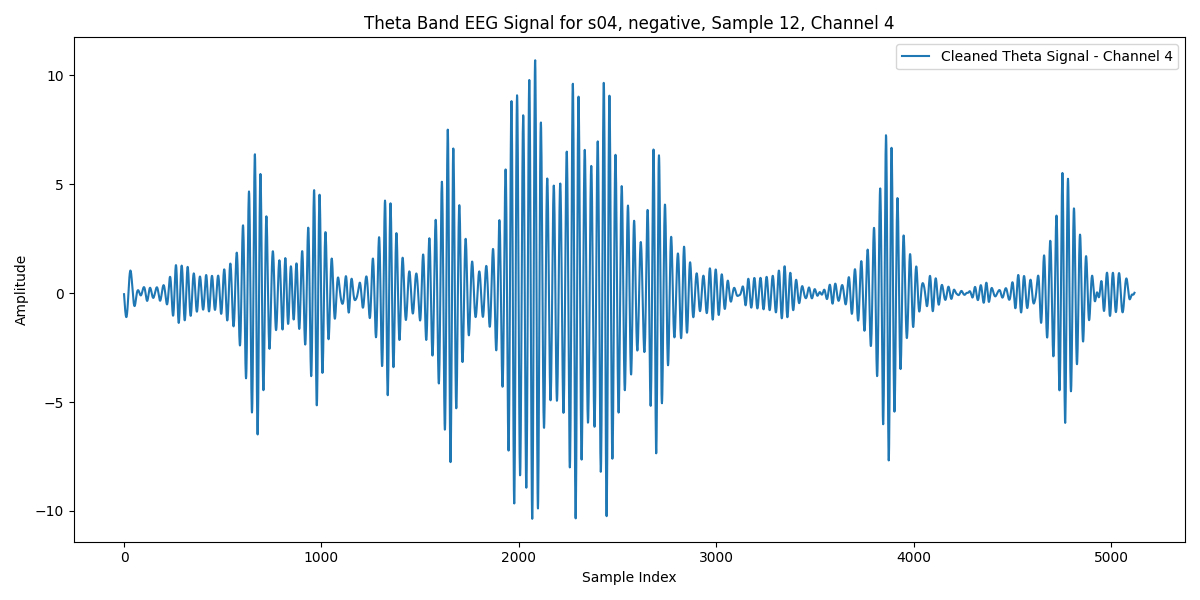 Theta Band EEG Signal for s04, negative, Sample 12, Channel 4
Cleaned Theta Signal - Channel 4
Amplitude
10
5
0
−5
−10
0 1000 2000 3000 4000 5000
Sample Index